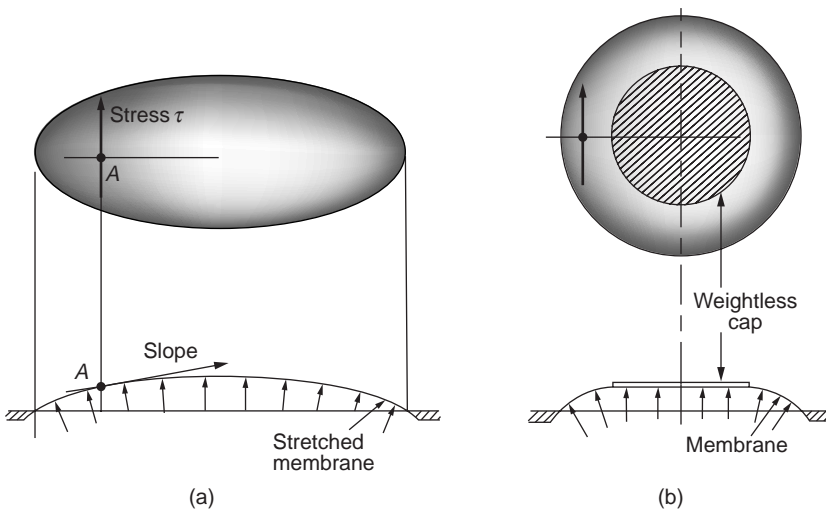 Stress τ
A
A
Slope
Stretched
membrane
(a)
Weightless
cap
Membrane
(b)